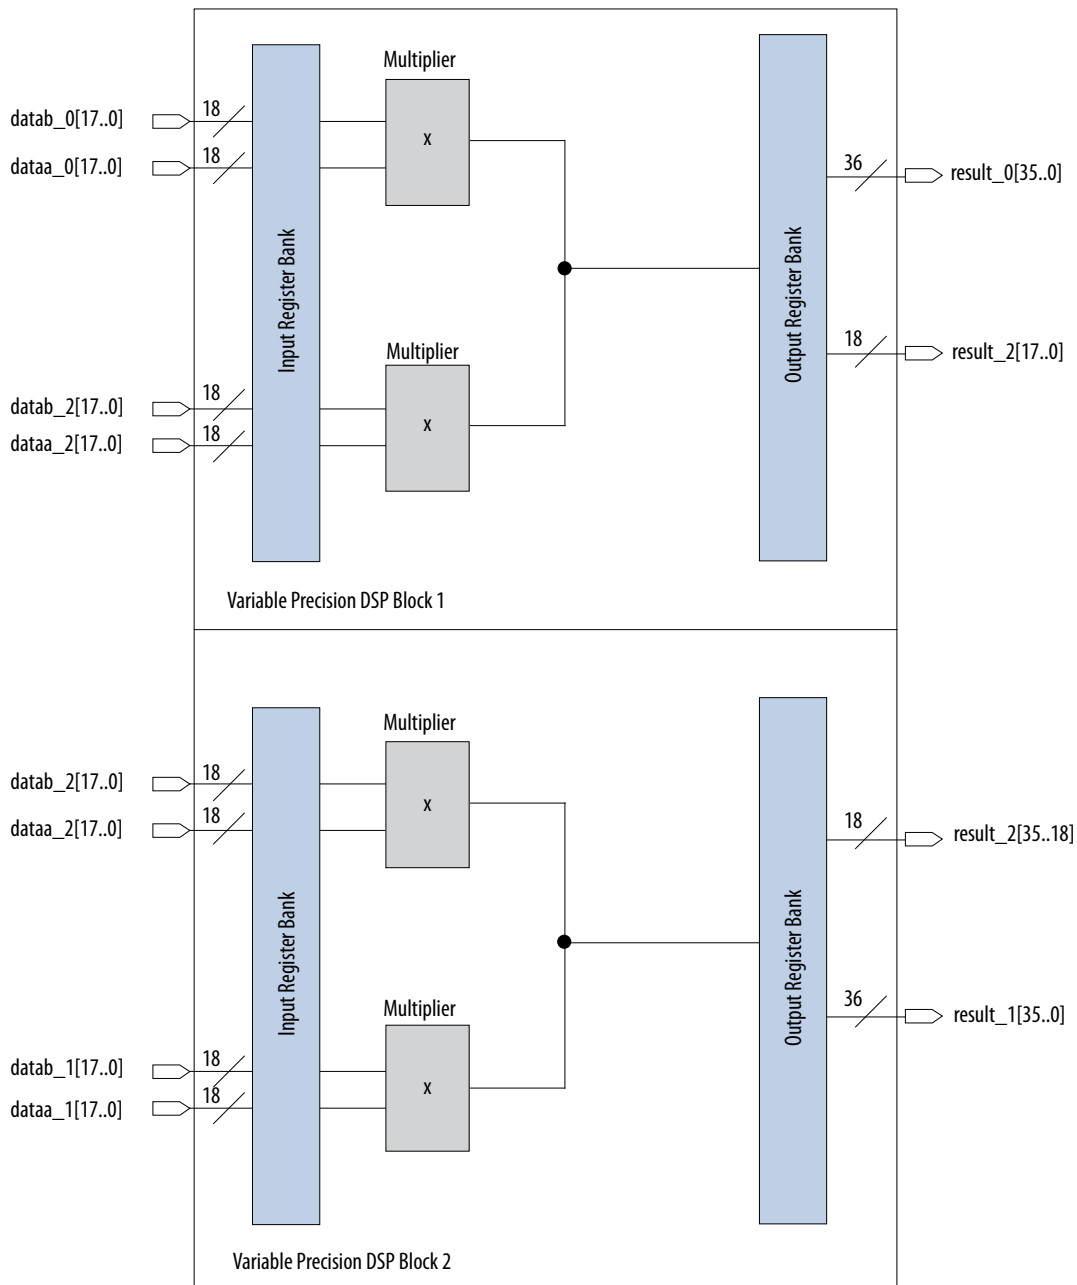 Multiplier
datab_0[17..0]
18
x
dataa_0[17..0]
18
36
result_0[35..0]
Input Register Bank
Output Register Bank
Multiplier
18
result_2[17..0]
datab_2[17..0]
18
x
dataa_2[17..0]
18
Variable Precision DSP Block 1
Multiplier
datab_2[17..0]
18
x
dataa_2[17..0]
18
18
result_2[35..18]
Input Register Bank
Output Register Bank
Multiplier
36
result_1[35..0]
datab_1[17..0]
18
x
dataa_1[17..0]
18
Variable Precision DSP Block 2